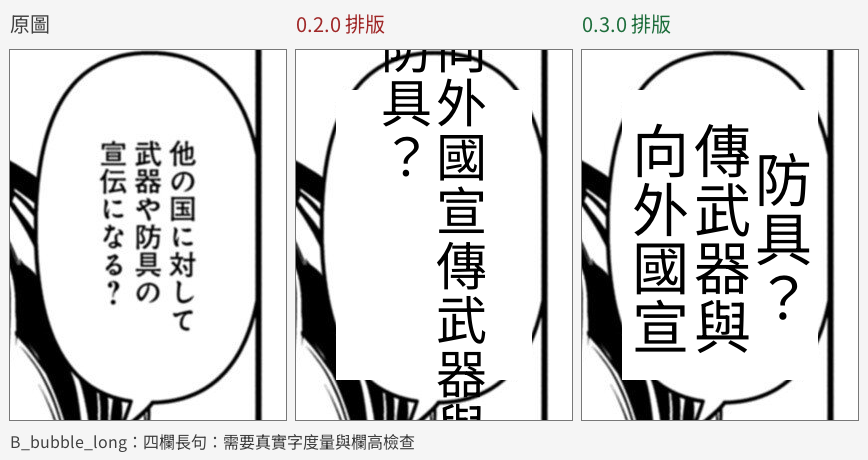 原圖
0.2.0 排版
0.3.0 排版
他の国に対して
武器や防具の
宣伝になる？
向外國宣傳武器與
防具？
向外國宣
傳武器與
防具？
B_bubble_long：四欄長句：需要真實字度量與欄高檢查